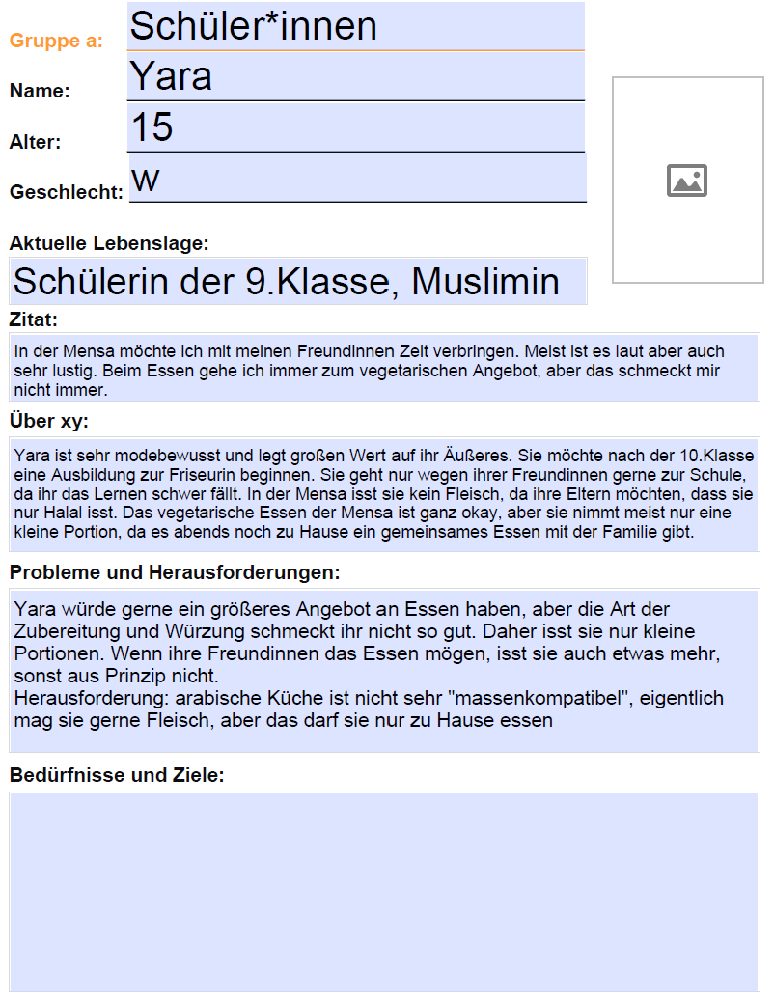 Gruppe a: Schüler*innen
Name: Yara
Alter: 15
Geschlecht: w
Aktuelle Lebenslage:
Schülerin der 9.Klasse, Muslimin
Zitat:
In der Mensa möchte ich mit meinen Freundinnen Zeit verbringen. Meist ist es laut aber auch
sehr lustig. Beim Essen gehe ich immer zum vegetarischen Angebot, aber das schmeckt mir
nicht immer.
Über xy:
Yara ist sehr modebewusst und legt großen Wert auf ihr Äußeres. Sie möchte nach der 10.Klasse
eine Ausbildung zur Friseurin beginnen. Sie geht nur wegen ihrer Freundinnen gerne zur Schule,
da ihr das Lernen schwer fällt. In der Mensa isst sie kein Fleisch, da ihre Eltern möchten, dass sie
nur Halal isst. Das vegetarische Essen der Mensa ist ganz okay, aber sie nimmt meist nur eine
kleine Portion, da es abends noch zu Hause ein gemeinsames Essen mit der Familie gibt.
Probleme und Herausforderungen:
Yara würde gerne ein größeres Angebot an Essen haben, aber die Art der
Zubereitung und Würzung schmeckt ihr nicht so gut. Daher isst sie nur kleine
Portionen. Wenn ihre Freundinnen das Essen mögen, isst sie auch etwas mehr,
sonst aus Prinzip nicht.
Herausforderung: arabische Küche ist nicht sehr "massenkompatibel", eigentlich
mag sie gerne Fleisch, aber das darf sie nur zu Hause essen
Bedürfnisse und Ziele: